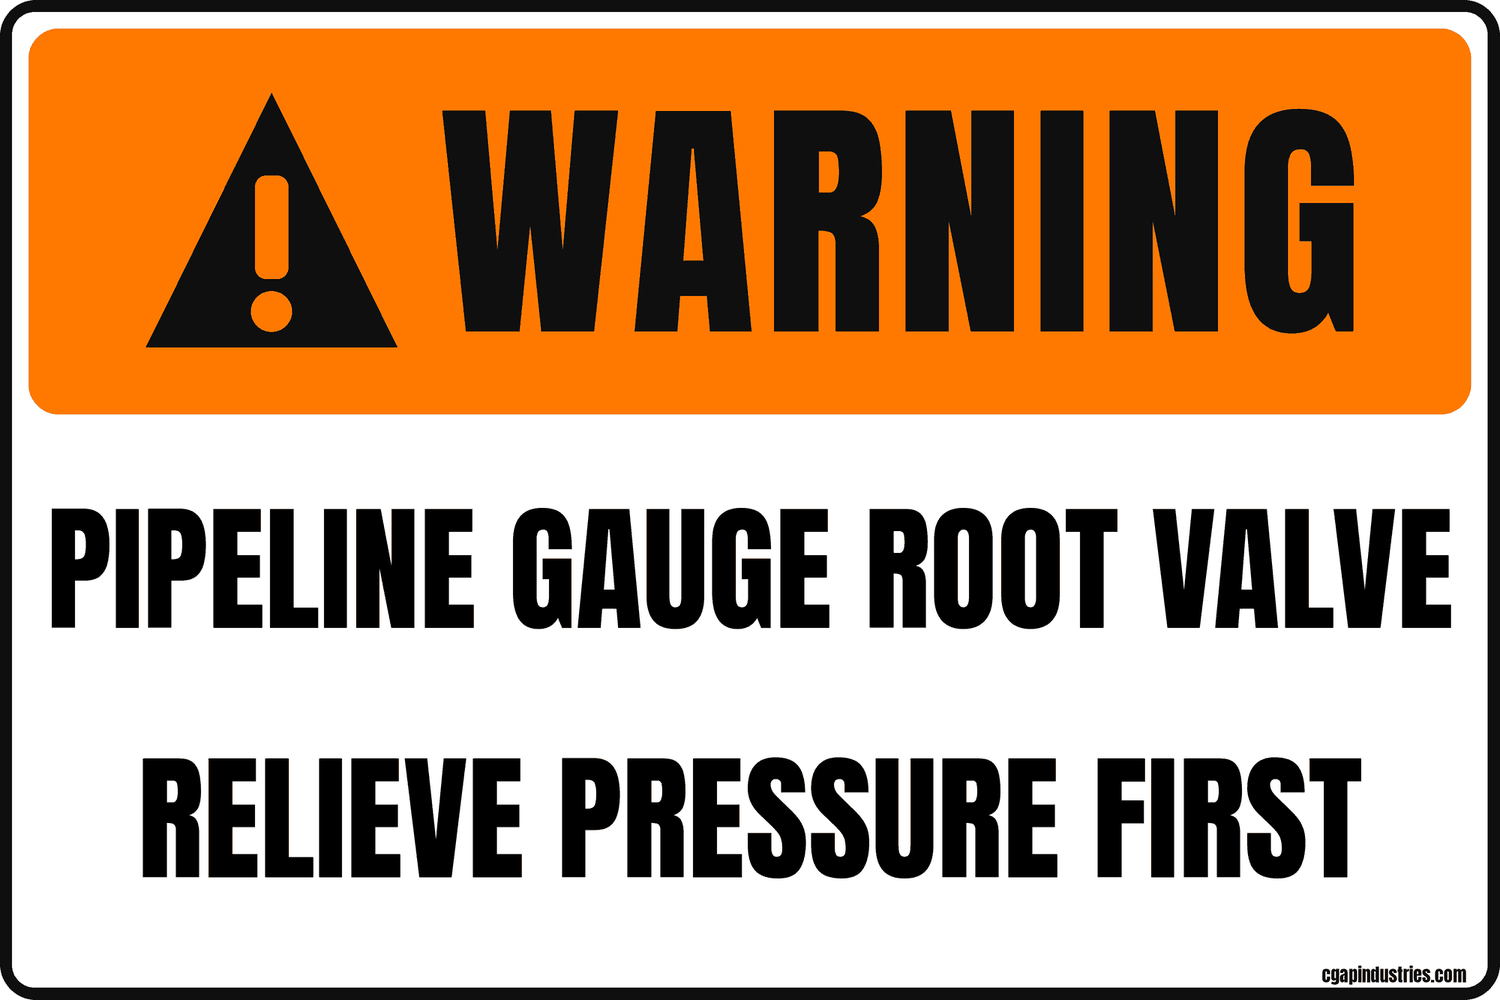 WARNING
PIPELINE GAUGE ROOT VALVE
RELIEVE PRESSURE FIRST
cgapindustries.com